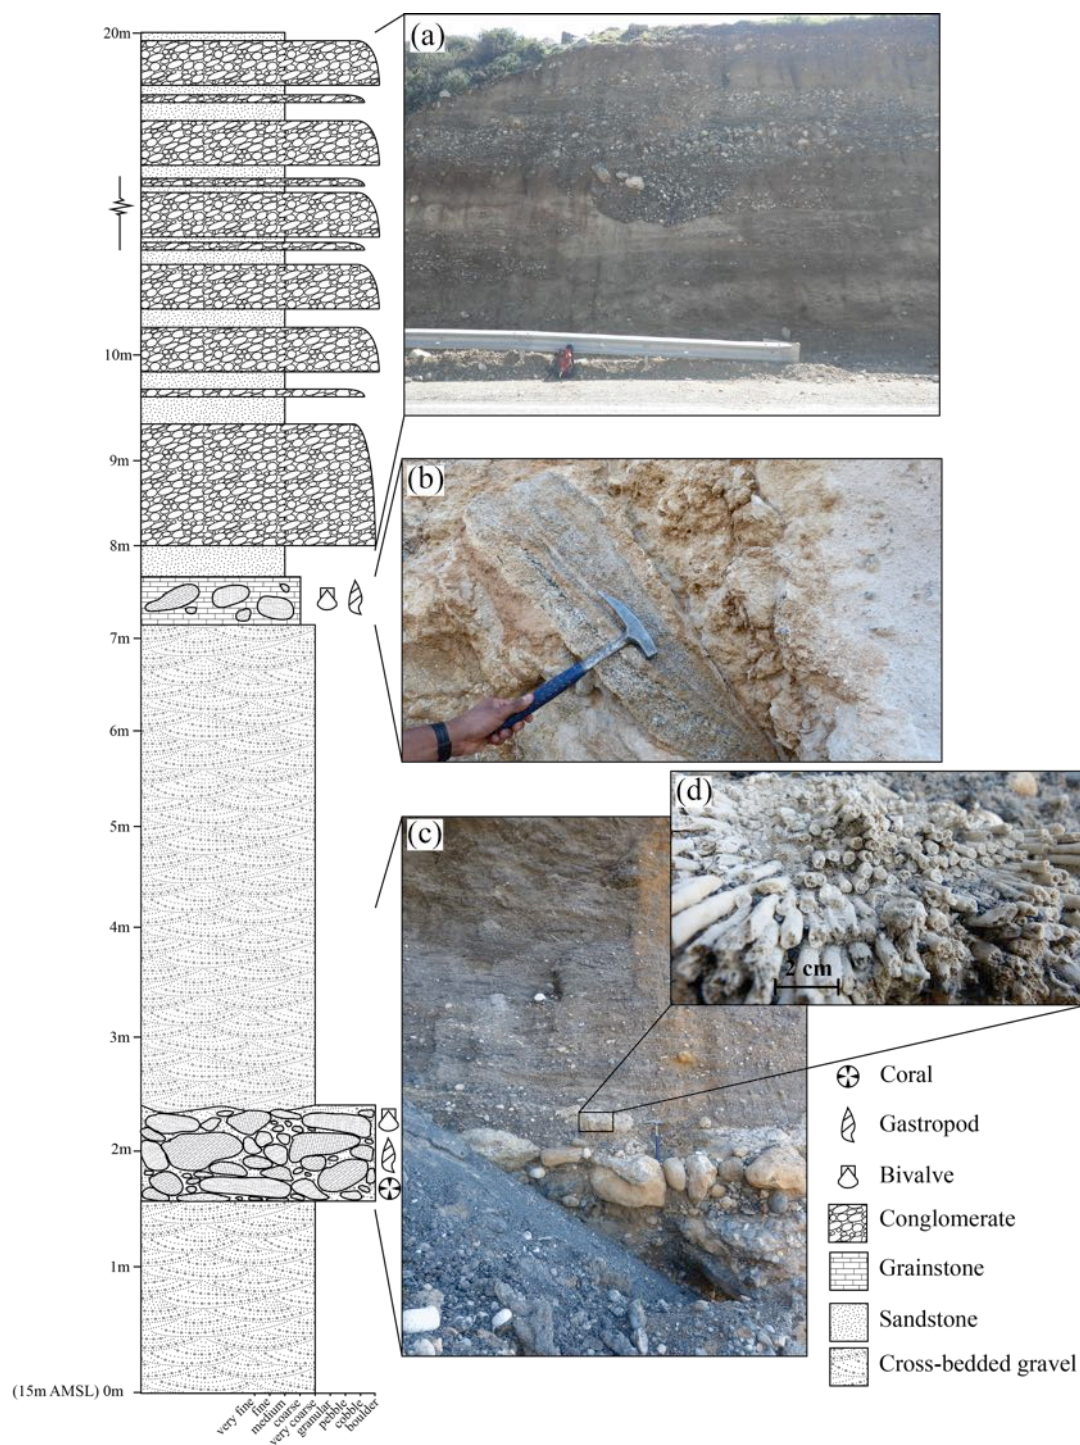 20m
(a)
10m
9m
8m
(b)
7m
6m
5m
(c)
(d)
2 cm
4m
3m
Coral
Gastropod
2m
Bivalve
Conglomerate
1m
Grainstone
Sandstone
Cross-bedded gravel
(15m AMSL) 0m
very fine
fine
medium
coarse
very coarse
granular
pebble
cobble
boulder